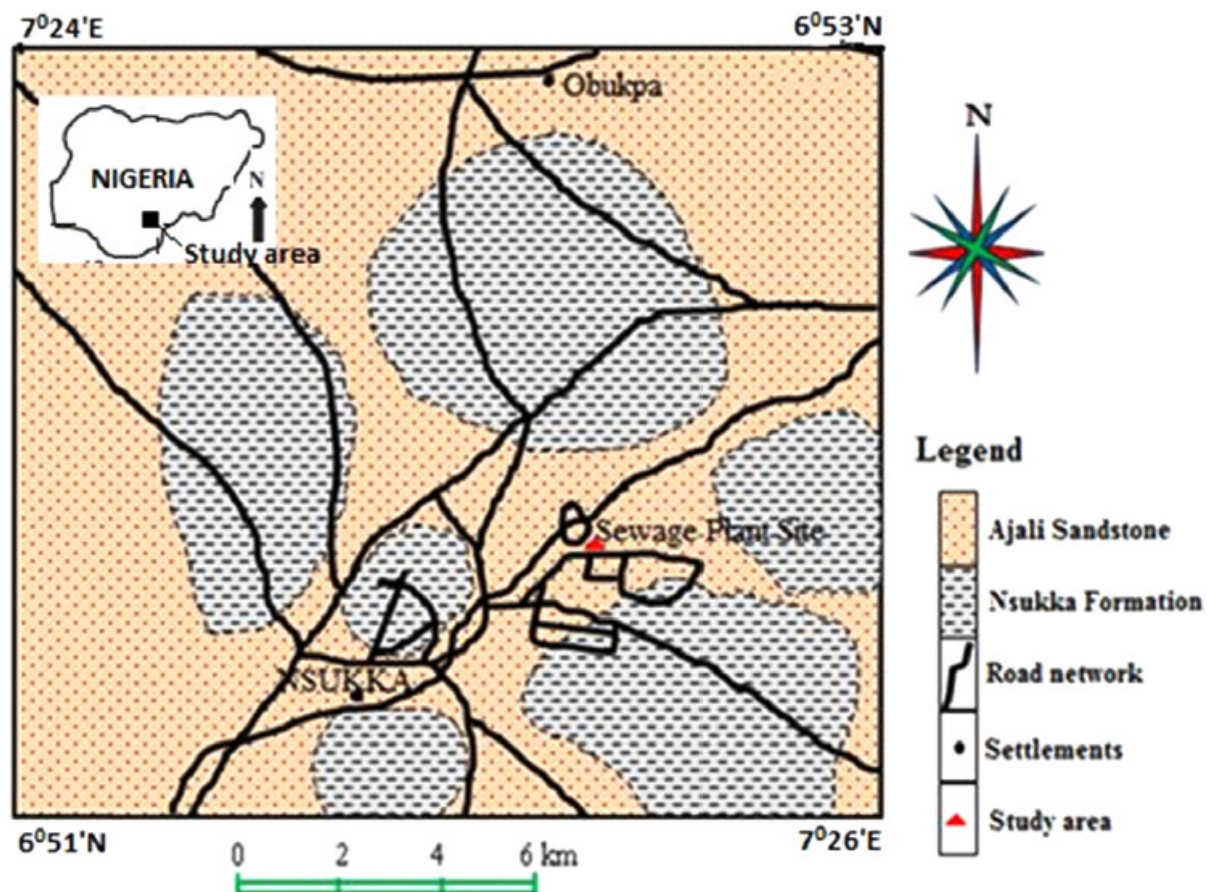 7⁰24'E
6⁰53'N
Obukpa
NIGERIA
N
Study area
N
Legend
Sewage Plant Site
Ajali Sandstone
Nsukka Formation
Road network
NSUKKA
Settlements
Study area
6⁰51'N
7⁰26'E
0 2 4 6 km